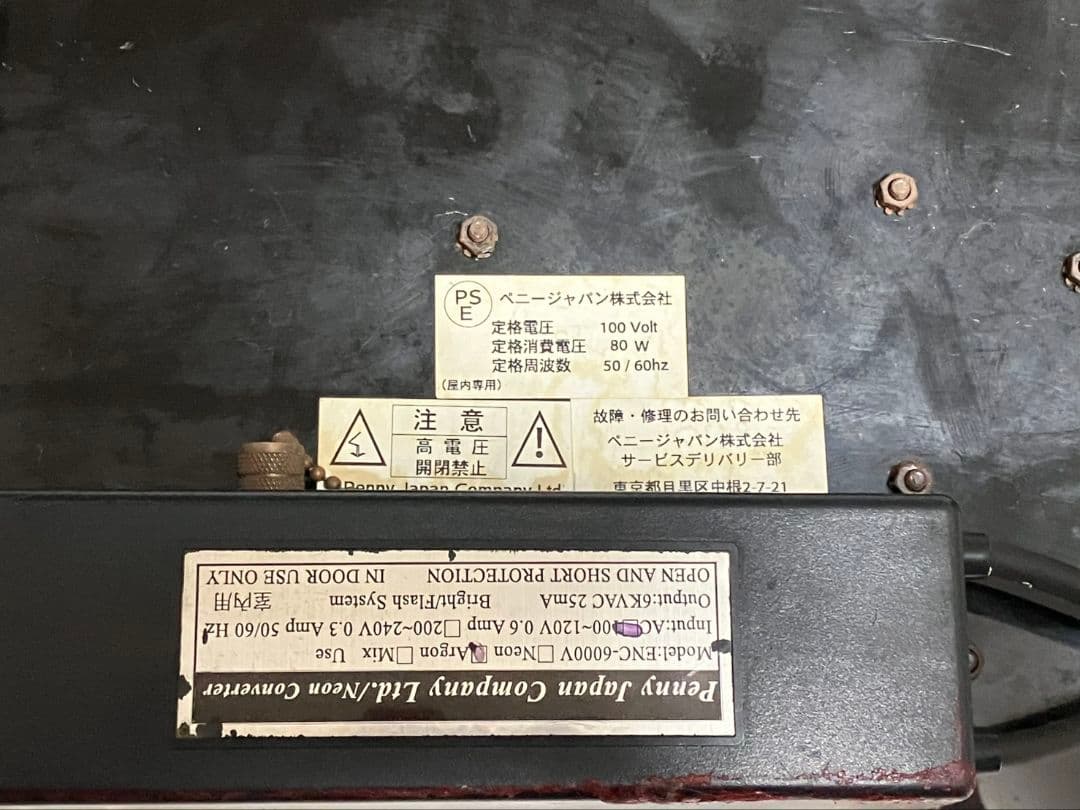 PS
E
ペニージャパン株式会社
定格電圧 100 Volt
定格消費電圧 80 W
定格周波数 50 / 60hz
（屋内専用）
注 意
高 電 圧
開閉禁止
Penny Japan Company Ltd
故障・修理のお問い合わせ先
ペニージャパン株式会社
サービスデリバリー部
東京都目黒区中根2-7-21
Penny Japan Company Ltd./Neon Converter
Model:ENC-6000V □Neon □Argon □Mix Use
Input:AC□100~120V 0.6 Amp □200~240V 0.3 Amp 50/60 Hz
Output:6KVAC 25mA Bright/Flash System 室内用
OPEN AND SHORT PROTECTION IN DOOR USE ONLY